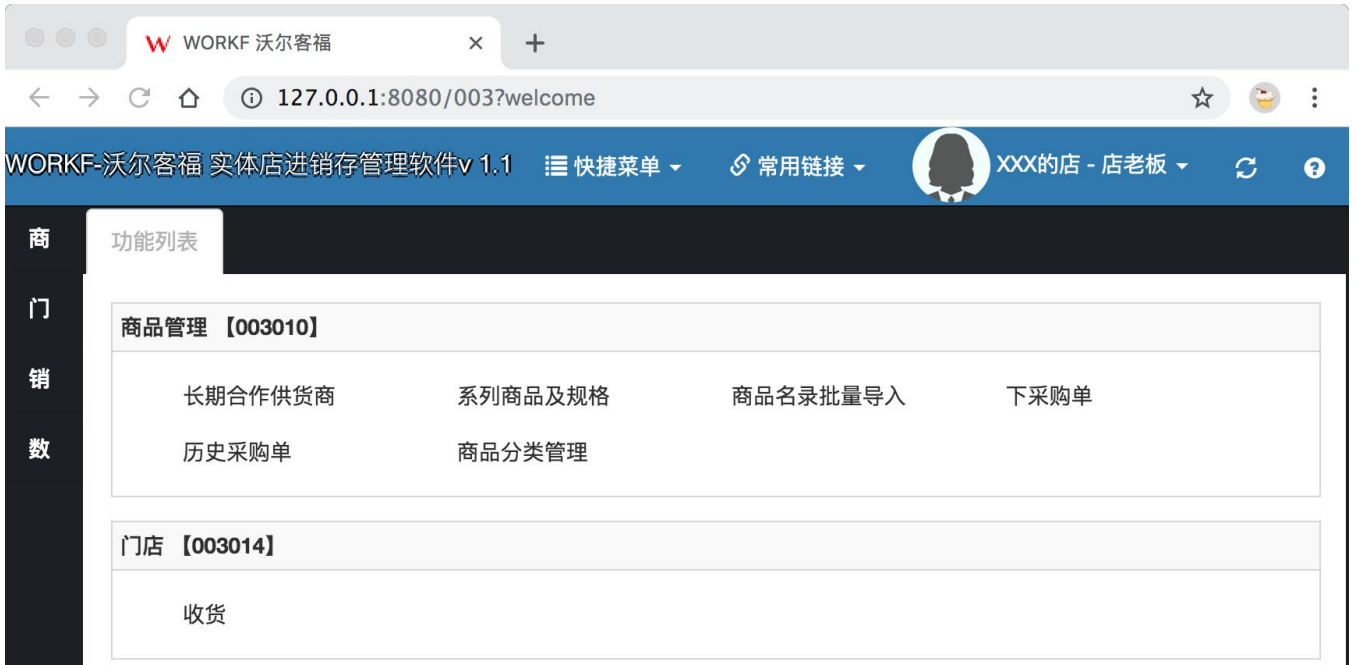 WORKF 沃尔客福
127.0.0.1:8080/003?welcome
WORKF-沃尔客福 实体店进销存管理软件v 1.1 快捷菜单 常用链接 XXX的店 - 店老板
商 功能列表
门
商品管理 【003010】
销
长期合作供货商 系列商品及规格 商品名录批量导入 下采购单
数
历史采购单 商品分类管理
门店 【003014】
收货